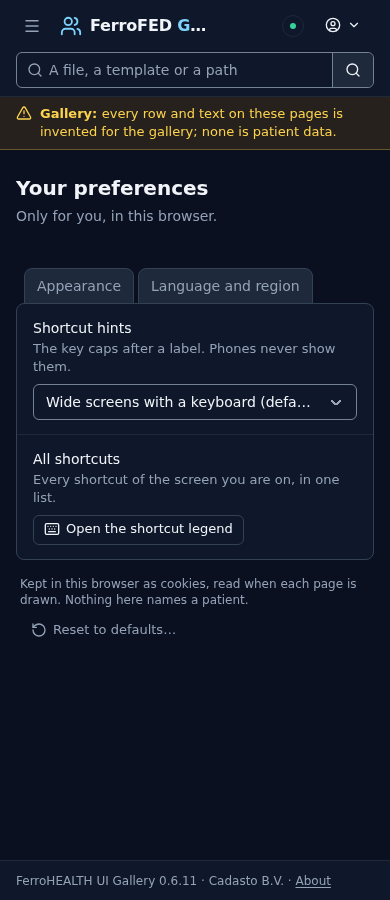 FerroFED G…
A file, a template or a path
Gallery: every row and text on these pages is
invented for the gallery; none is patient data.
Your preferences
Only for you, in this browser.
Appearance
Language and region
Shortcut hints
The key caps after a label. Phones never show
them.
Wide screens with a keyboard (defa…
All shortcuts
Every shortcut of the screen you are on, in one
list.
Open the shortcut legend
Kept in this browser as cookies, read when each page is
drawn. Nothing here names a patient.
Reset to defaults…
FerroHEALTH UI Gallery 0.6.11 · Cadasto B.V. · About